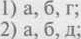 1) а, б, г;
2) а, б, д;